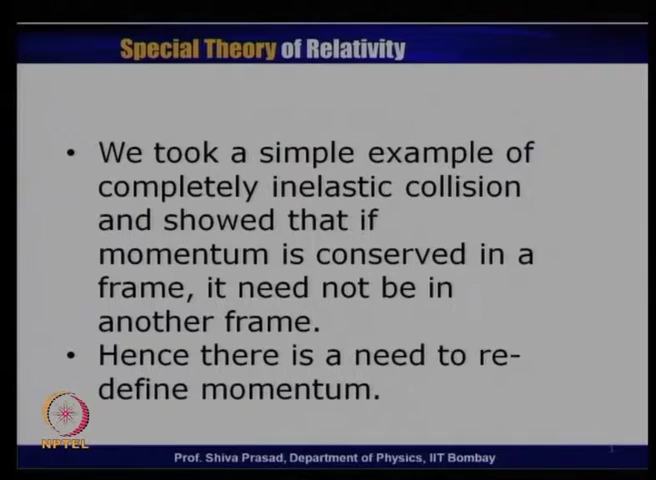 Special Theory of Relativity
• We took a simple example of
completely inelastic collision
and showed that if
momentum is conserved in a
frame, it need not be in
another frame.
• Hence there is a need to re-
define momentum.
NPTEL
Prof. Shiva Prasad, Department of Physics, IIT Bombay
1